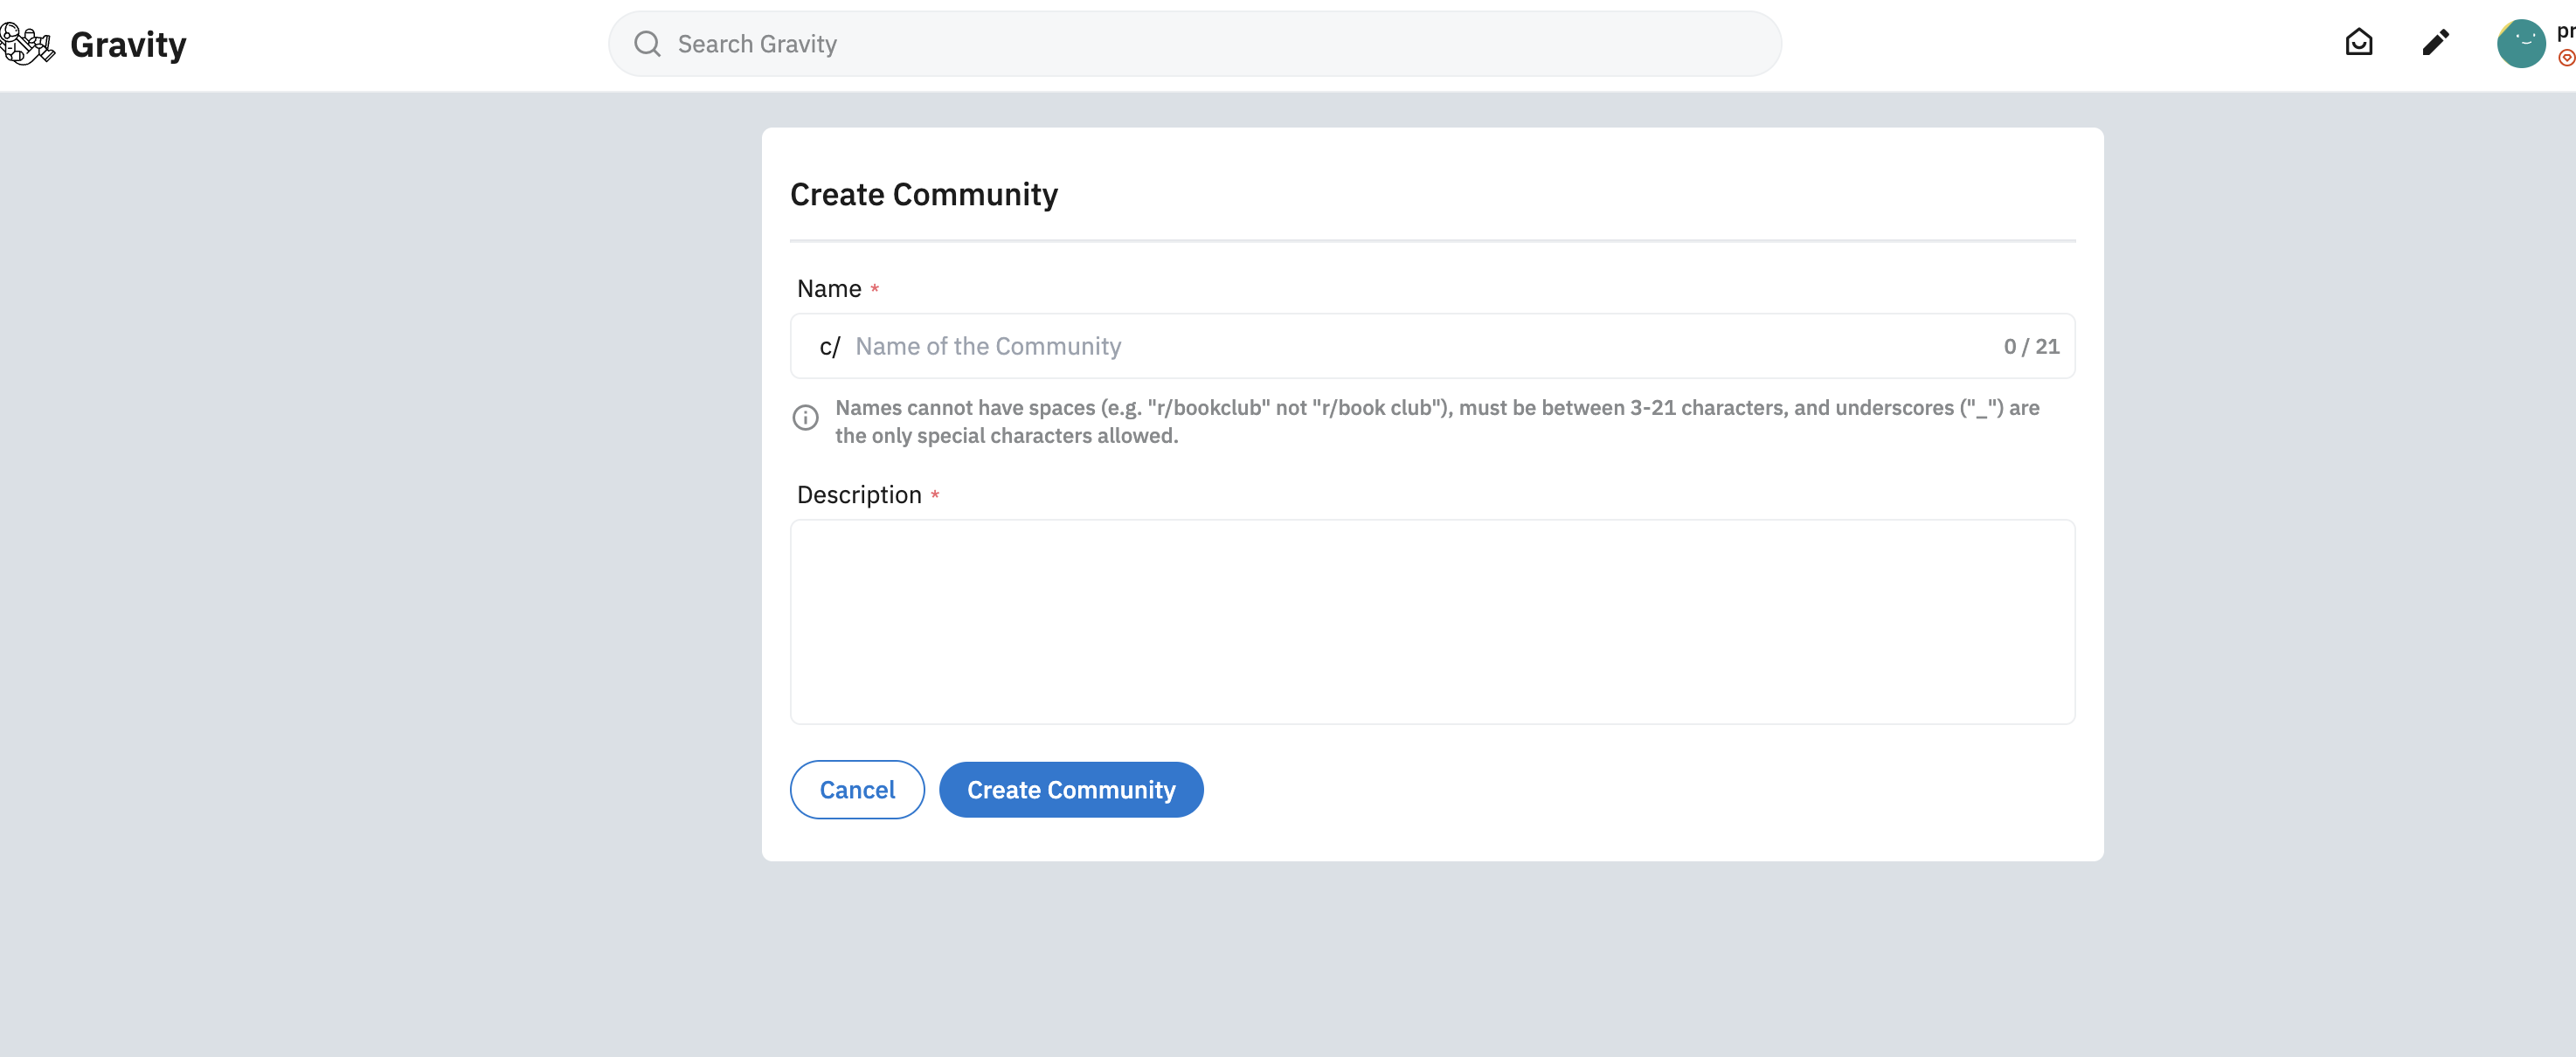 Gravity
Search Gravity
pr
Create Community
Name *
c/ Name of the Community 0 / 21
Names cannot have spaces (e.g. "r/bookclub" not "r/book club"), must be between 3-21 characters, and underscores ("_") are
the only special characters allowed.
Description *
Cancel Create Community